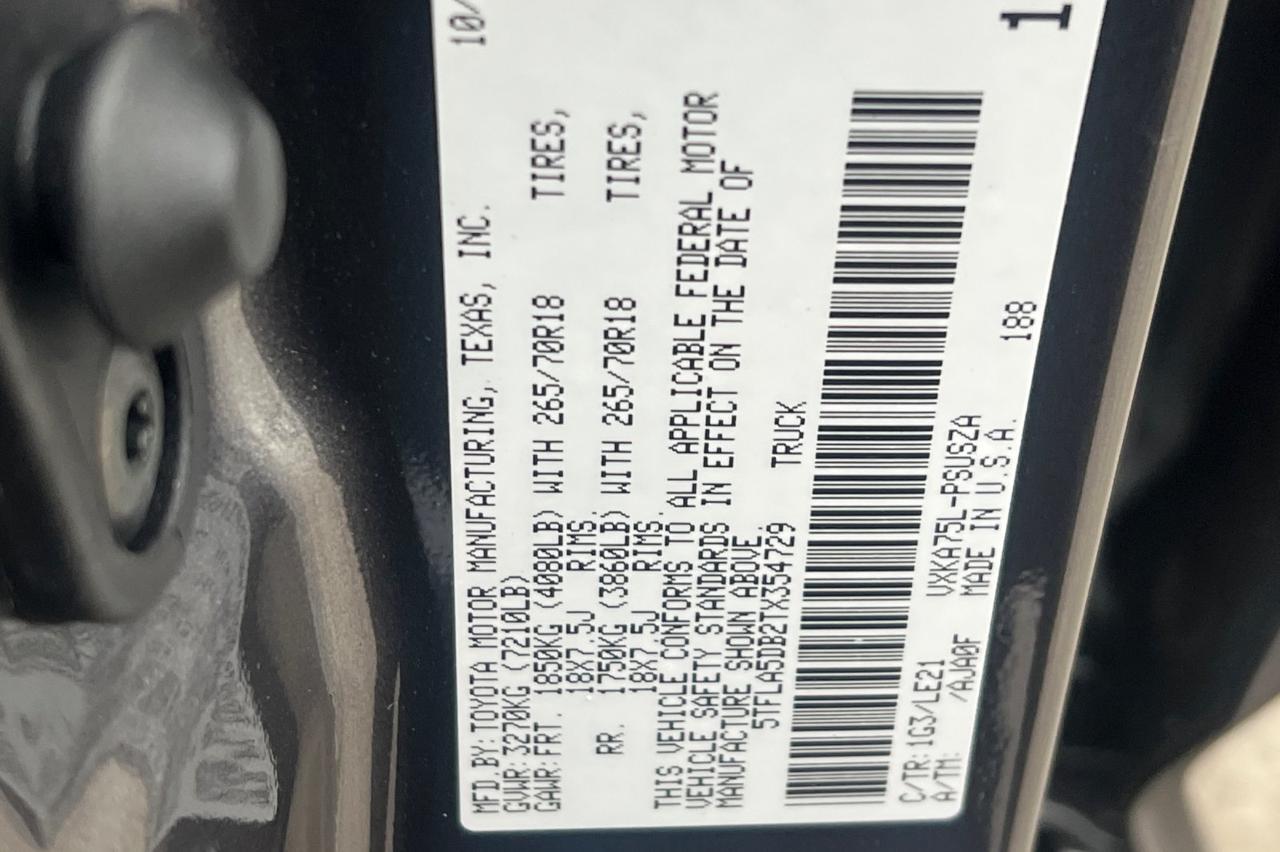 10/
MFD.BY:TOYOTA MOTOR MANUFACTURING, TEXAS, INC.
GVWR:3270KG (7210LB)
GAWR:FRT. 1850KG (4080LB) WITH 265/70R18 TIRES,
18X7.5J RIMS.
RR. 1750KG (3860LB) WITH 265/70R18 TIRES,
18X7.5J RIMS.
THIS VEHICLE CONFORMS TO ALL APPLICABLE FEDERAL MOTOR
VEHICLE SAFETY STANDARDS IN EFFECT ON THE DATE OF
MANUFACTURE SHOWN ABOVE.
5TFLA5DB2TX354729 TRUCK
C/TR:1G3/LE21 VXKA75L-PSUSZA 188
A/TM: /AJA0F MADE IN U.S.A.
1